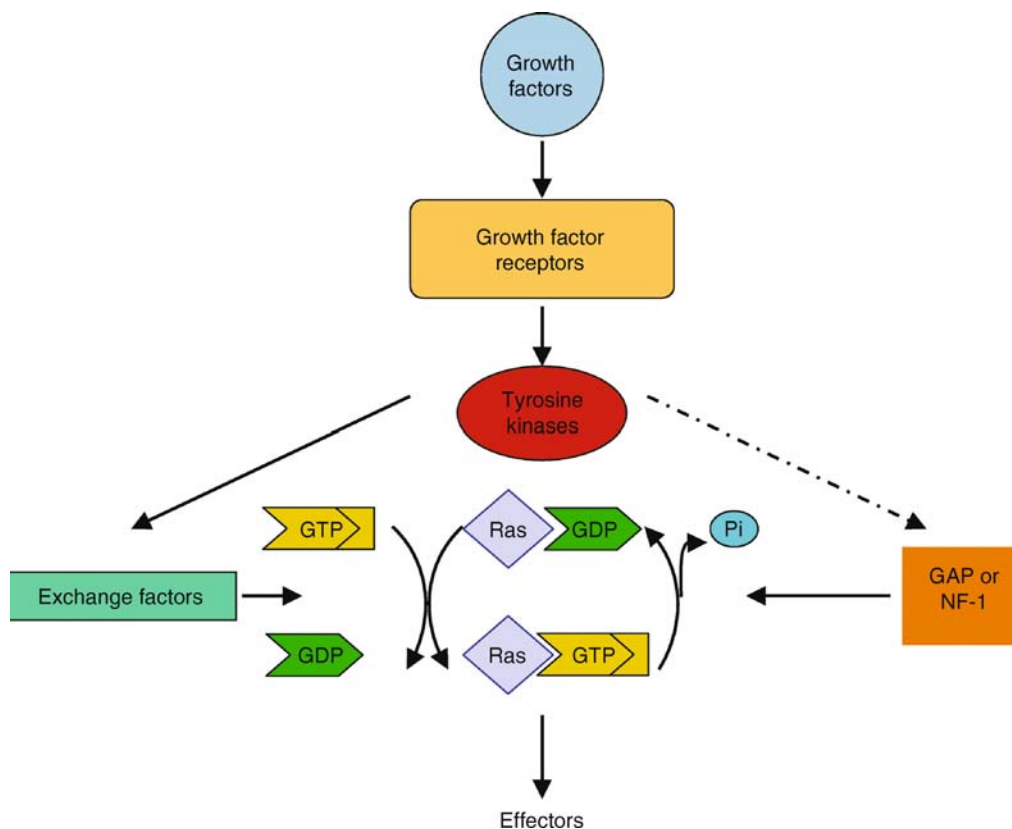 Growth
factors
Growth factor
receptors
Tyrosine
kinases
GTP
Ras
GDP
Pi
Exchange factors
GAP or
NF-1
GDP
Ras
GTP
Effectors